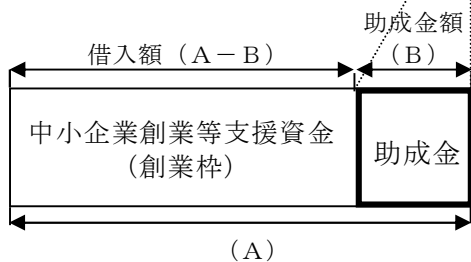 助成金額
借入額（Ａ－Ｂ）
（Ｂ）
中小企業創業等支援資金
（創業枠）
助成金
（Ａ）